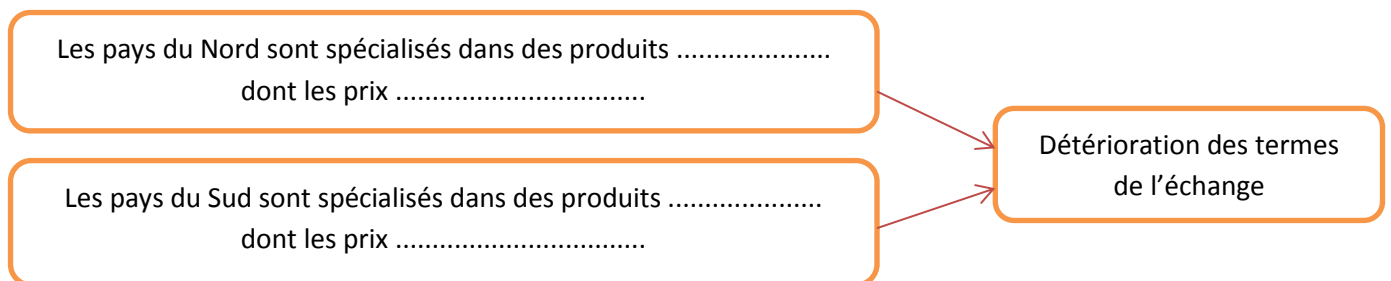 Les pays du Nord sont spécialisés dans des produits .....................
dont les prix ..................................
Les pays du Sud sont spécialisés dans des produits .....................
dont les prix ..................................
Détérioration des termes
de l’échange